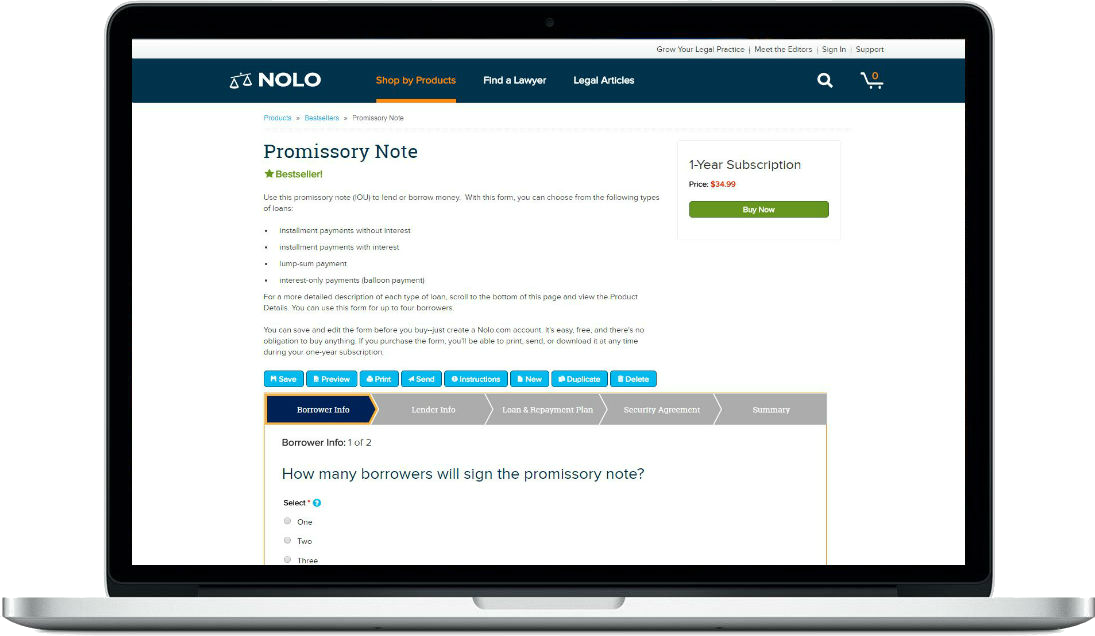 Grow Your Legal Practice | Meet the Editors | Sign In | Support
NOLO
Shop by Products
Find a Lawyer
Legal Articles
0
Products » Bestsellers » Promissory Note
Promissory Note
Bestseller!
Use this promissory note (IOU) to lend or borrow money. With this form, you can choose from the following types
of loans:
• installment payments without interest
• installment payments with interest
• lump-sum payment
• interest-only payments (balloon payment)
For a more detailed description of each type of loan, scroll to the bottom of this page and view the Product
Details. You can use this form for up to four borrowers.
You can save and edit the form before you buy--just create a Nolo.com account. It's easy, free, and there's no
obligation to buy anything. If you purchase the form, you'll be able to print, send, or download it at any time
during your one-year subscription.
1-Year Subscription
Price: $34.99
Buy Now
Save Preview Print Send Instructions New Duplicate Delete
Borrower Info Lender Info Loan & Repayment Plan Security Agreement Summary
Borrower Info: 1 of 2
How many borrowers will sign the promissory note?
Select * ?
One
Two
Three